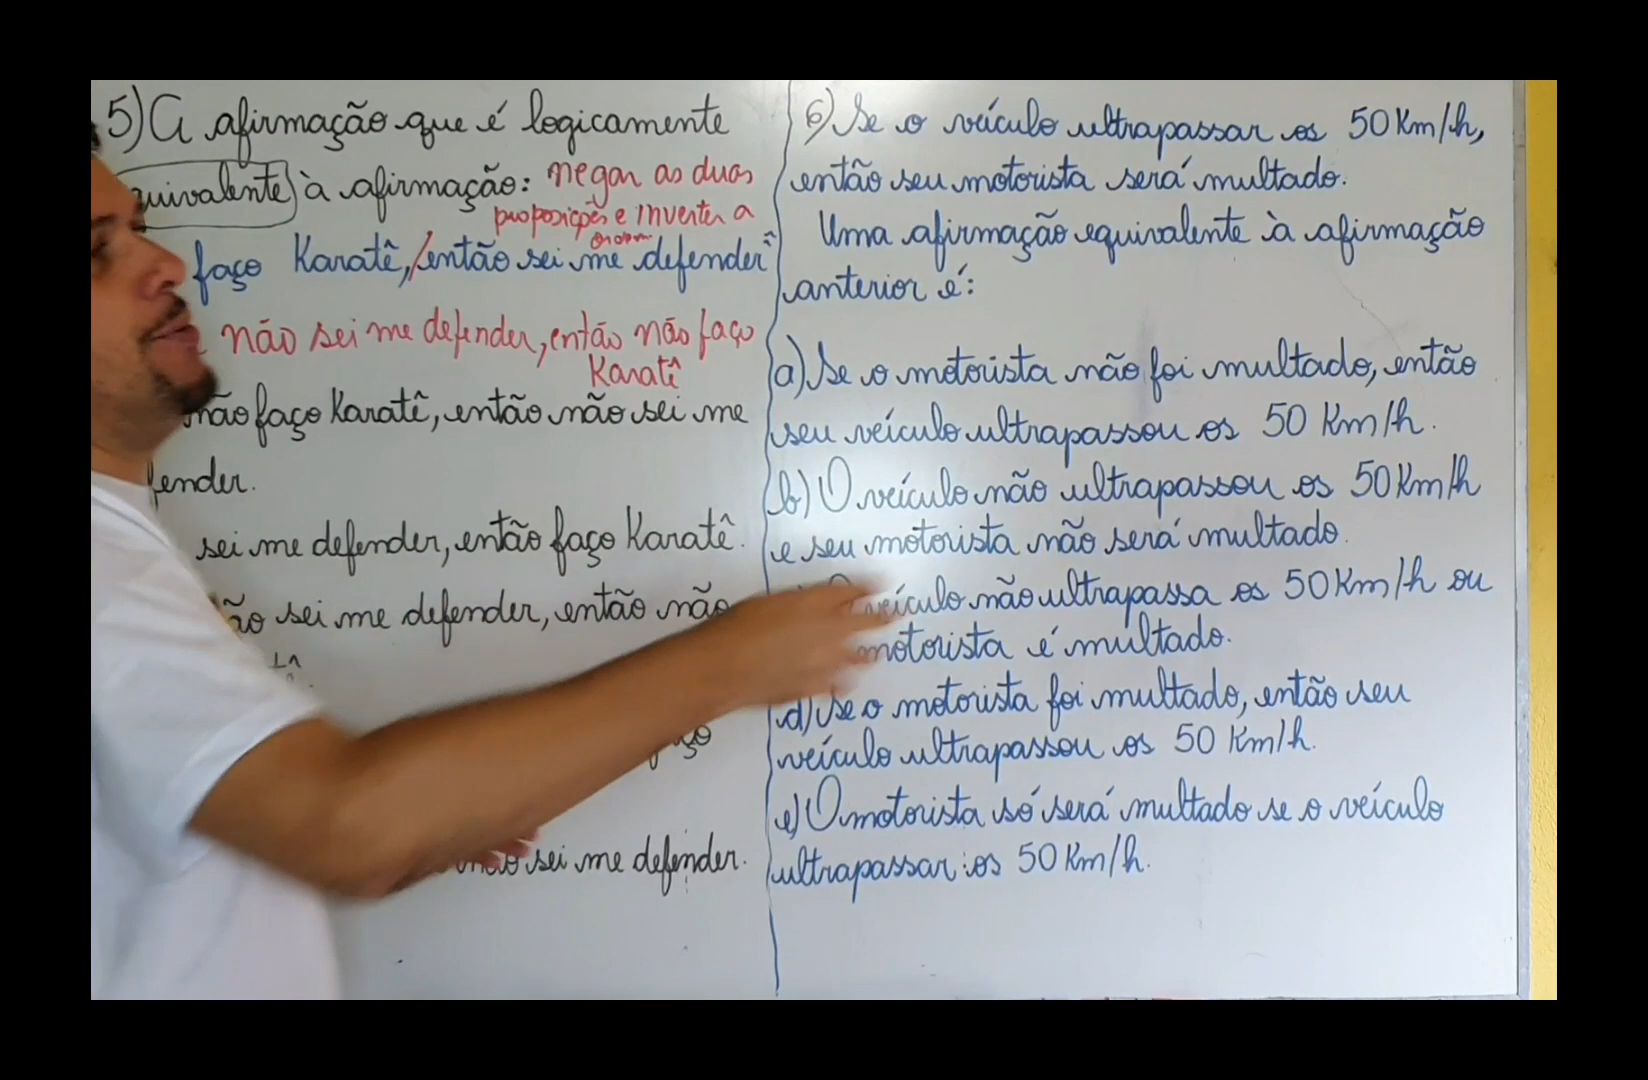 5) A afirmação que é logicamente
quivalente à afirmação: negar as duas
proposições e inverter a
ordem
faço Karatê, então sei me defender"
não sei me defender, então não faço
Karatê
não faço Karatê, então não sei me
fender.
sei me defender, então faço Karatê.
ão sei me defender, então não
tê
ço
não sei me defender.
6) Se o veículo ultrapassar os 50 Km/h,
então seu motorista será multado.
Uma afirmação equivalente à afirmação
anterior é:
a) Se o motorista não foi multado, então
seu veículo ultrapassou os 50 Km/h.
b) O veículo não ultrapassou os 50 Km/h
e seu motorista não será multado.
veículo não ultrapassa os 50 Km/h ou
motorista é multado.
d) Se o motorista foi multado, então seu
veículo ultrapassou os 50 Km/h.
e) O motorista só será multado se o veículo
ultrapassar os 50 Km/h.